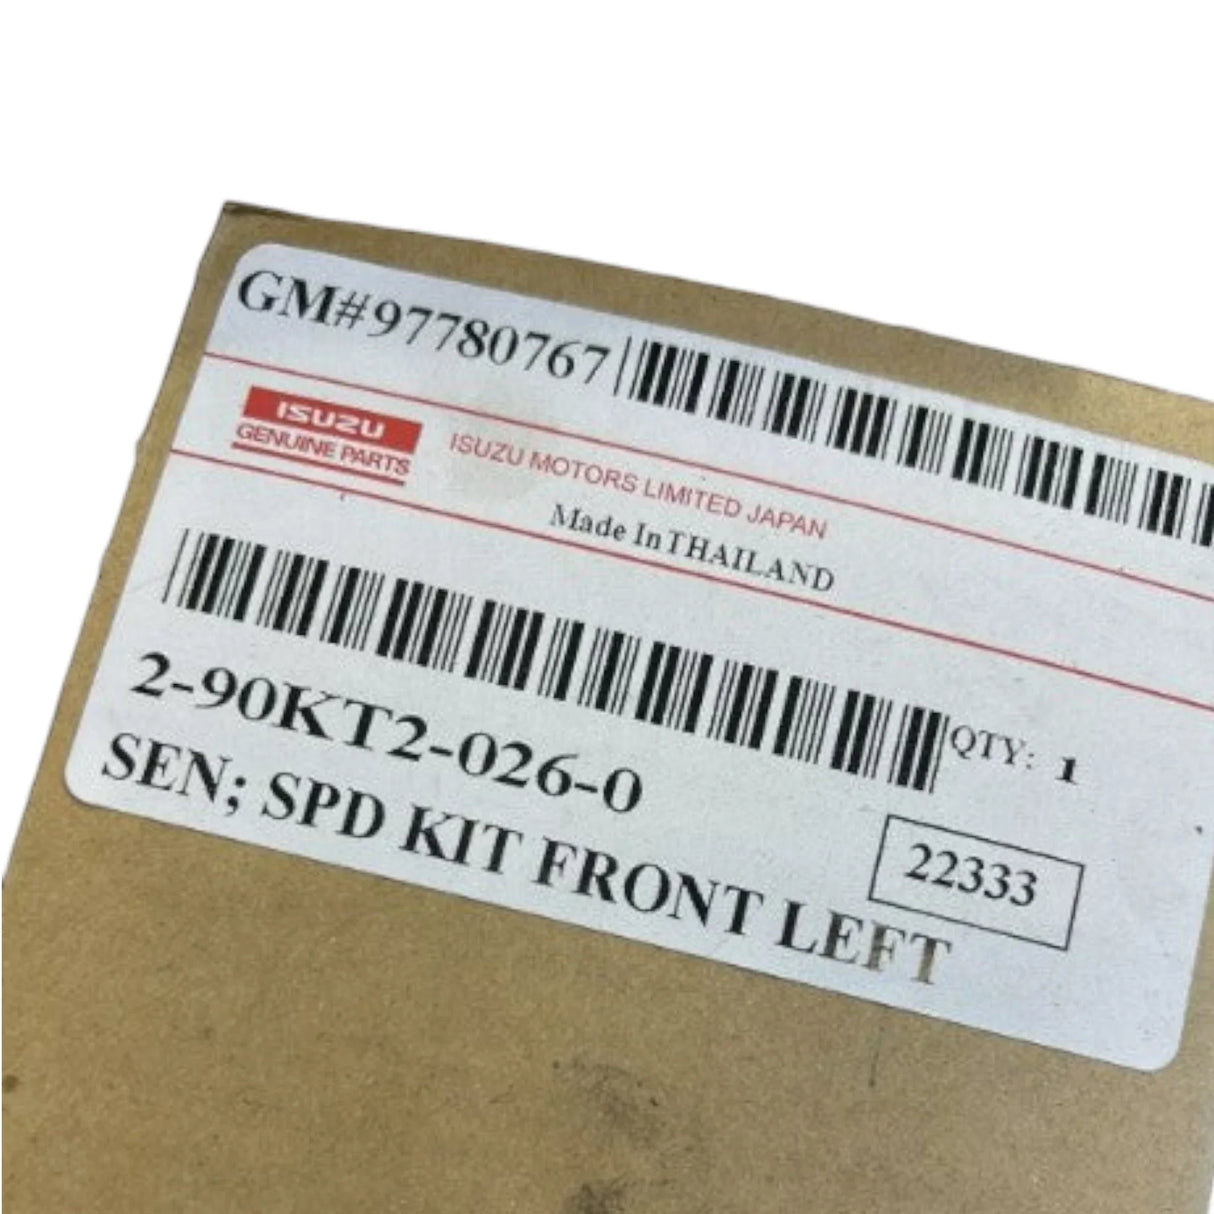 GM#97780767
ISUZU
GENUINE PARTS
ISUZU MOTORS LIMITED JAPAN
Made In THAILAND
2-90KT2-026-0
QTY: 1
SEN; SPD KIT FRONT LEFT
22333